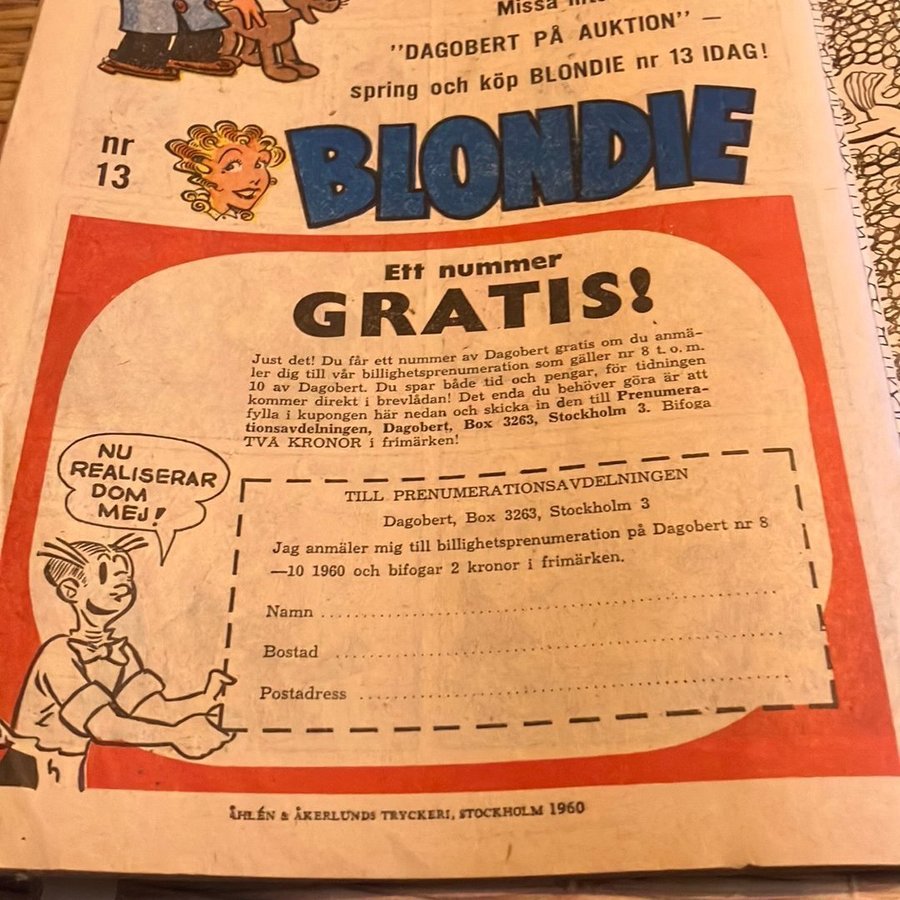 Missa
"DAGOBERT PÅ AUKTION" —
spring och köp BLONDIE nr 13 IDAG!
nr
13
BLONDIE
Ett nummer
GRATIS!
Just det! Du får ett nummer av Dagobert gratis om du anmä-
ler dig till vår billighetsprenumeration som gäller nr 8 t. o. m.
10 av Dagobert. Du spar både tid och pengar, för tidningen
kommer direkt i brevlådan! Det enda du behöver göra är att
fylla i kupongen här nedan och skicka in den till Prenumera-
tionsavdelningen, Dagobert, Box 3263, Stockholm 3. Bifoga
TVÅ KRONOR i frimärken!
NU
REALISERAR
DOM
MEJ!
TILL PRENUMERATIONSAVDELNINGEN
Dagobert, Box 3263, Stockholm 3
Jag anmäler mig till billighetsprenumeration på Dagobert nr 8
—10 1960 och bifogar 2 kronor i frimärken.
Namn
Bostad
Postadress
ÅHLÉN & ÅKERLUNDS TRYCKERI, STOCKHOLM 1960